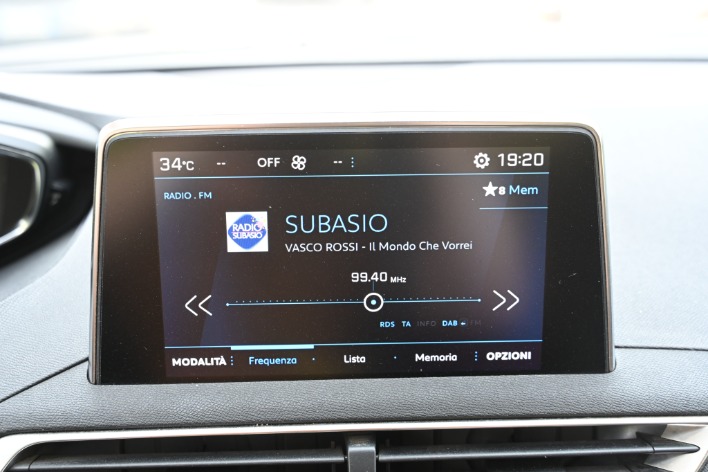 34°C -- OFF -- 19:20
RADIO . FM
8 Mem
RADIO
SUBASIO
SUBASIO
VASCO ROSSI - Il Mondo Che Vorrei
99.40 MHz
RDS TA INFO DAB - FM
MODALITÀ Frequenza Lista Memoria OPZIONI